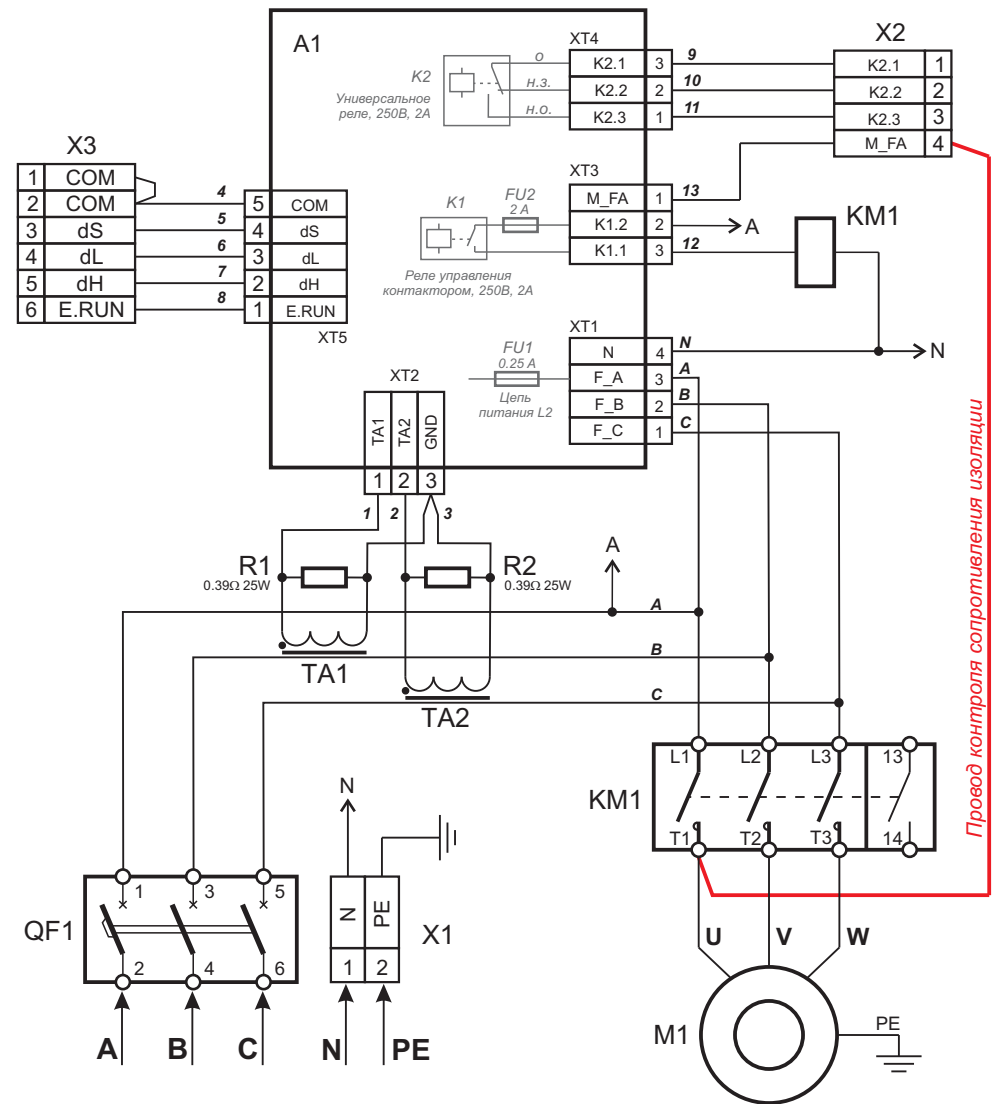 A1
K2
Универсальное
реле, 250В, 2А
о
н.з.
н.о.
XT4
K2.1 3
K2.2 2
K2.3 1
9
10
11
X2
K2.1 1
K2.2 2
K2.3 3
M_FA 4
X3
1 COM
2 COM
3 dS
4 dL
5 dH
6 E.RUN
4
5
6
7
8
5 COM
4 dS
3 dL
2 dH
1 E.RUN
XT5
K1
FU2
2 A
Реле управления
контактором, 250В, 2А
XT3
M_FA 1
K1.2 2
K1.1 3
13
A
12
KM1
FU1
0.25 A
Цепь
питания L2
XT1
N 4
F_A 3
F_B 2
F_C 1
N
A
B
C
N
XT2
TA1
TA2
GND
1 2 3
1 2 3
R1
0.39Ω 25W
R2
0.39Ω 25W
TA1
TA2
A
A
B
C
Провод контроля сопротивления изоляции
KM1
L1 L2 L3 13
T1 T2 T3 14
N
QF1
1 3 5
2 4 6
N
PE
1 2
X1
A B C N PE
U V W
M1
PE